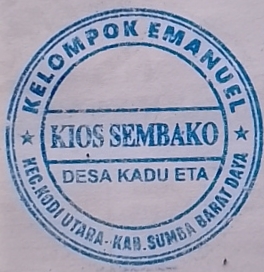 KELOMPOK EMANUEL
KIOS SEMBAKO
DESA KADU ETA
KEC.KODI UTARA-KAB.SUMBA BARAT DAYA